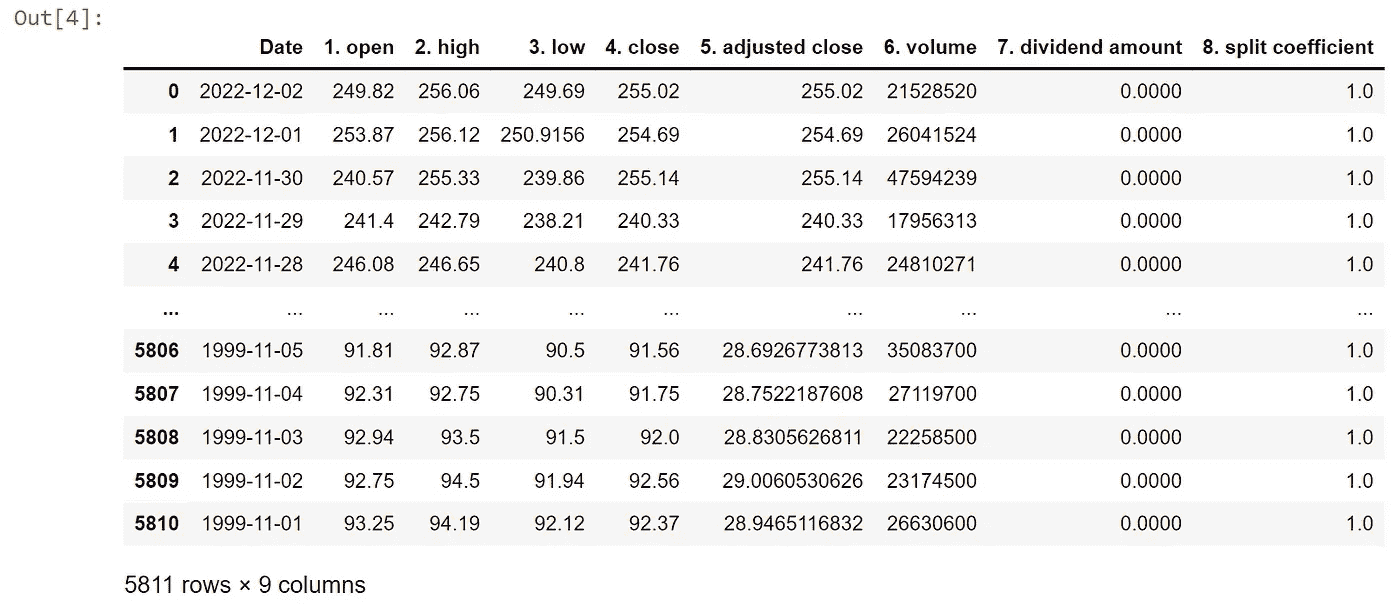 Out[4]:
Date 1. open 2. high 3. low 4. close 5. adjusted close 6. volume 7. dividend amount 8. split coefficient
0 2022-12-02 249.82 256.06 249.69 255.02 255.02 21528520 0.0000 1.0
1 2022-12-01 253.87 256.12 250.9156 254.69 254.69 26041524 0.0000 1.0
2 2022-11-30 240.57 255.33 239.86 255.14 255.14 47594239 0.0000 1.0
3 2022-11-29 241.4 242.79 238.21 240.33 240.33 17956313 0.0000 1.0
4 2022-11-28 246.08 246.65 240.8 241.76 241.76 24810271 0.0000 1.0
... ... ... ... ... ... ... ... ... ...
5806 1999-11-05 91.81 92.87 90.5 91.56 28.6926773813 35083700 0.0000 1.0
5807 1999-11-04 92.31 92.75 90.31 91.75 28.7522187608 27119700 0.0000 1.0
5808 1999-11-03 92.94 93.5 91.5 92.0 28.8305626811 22258500 0.0000 1.0
5809 1999-11-02 92.75 94.5 91.94 92.56 29.0060530626 23174500 0.0000 1.0
5810 1999-11-01 93.25 94.19 92.12 92.37 28.9465116832 26630600 0.0000 1.0
5811 rows × 9 columns